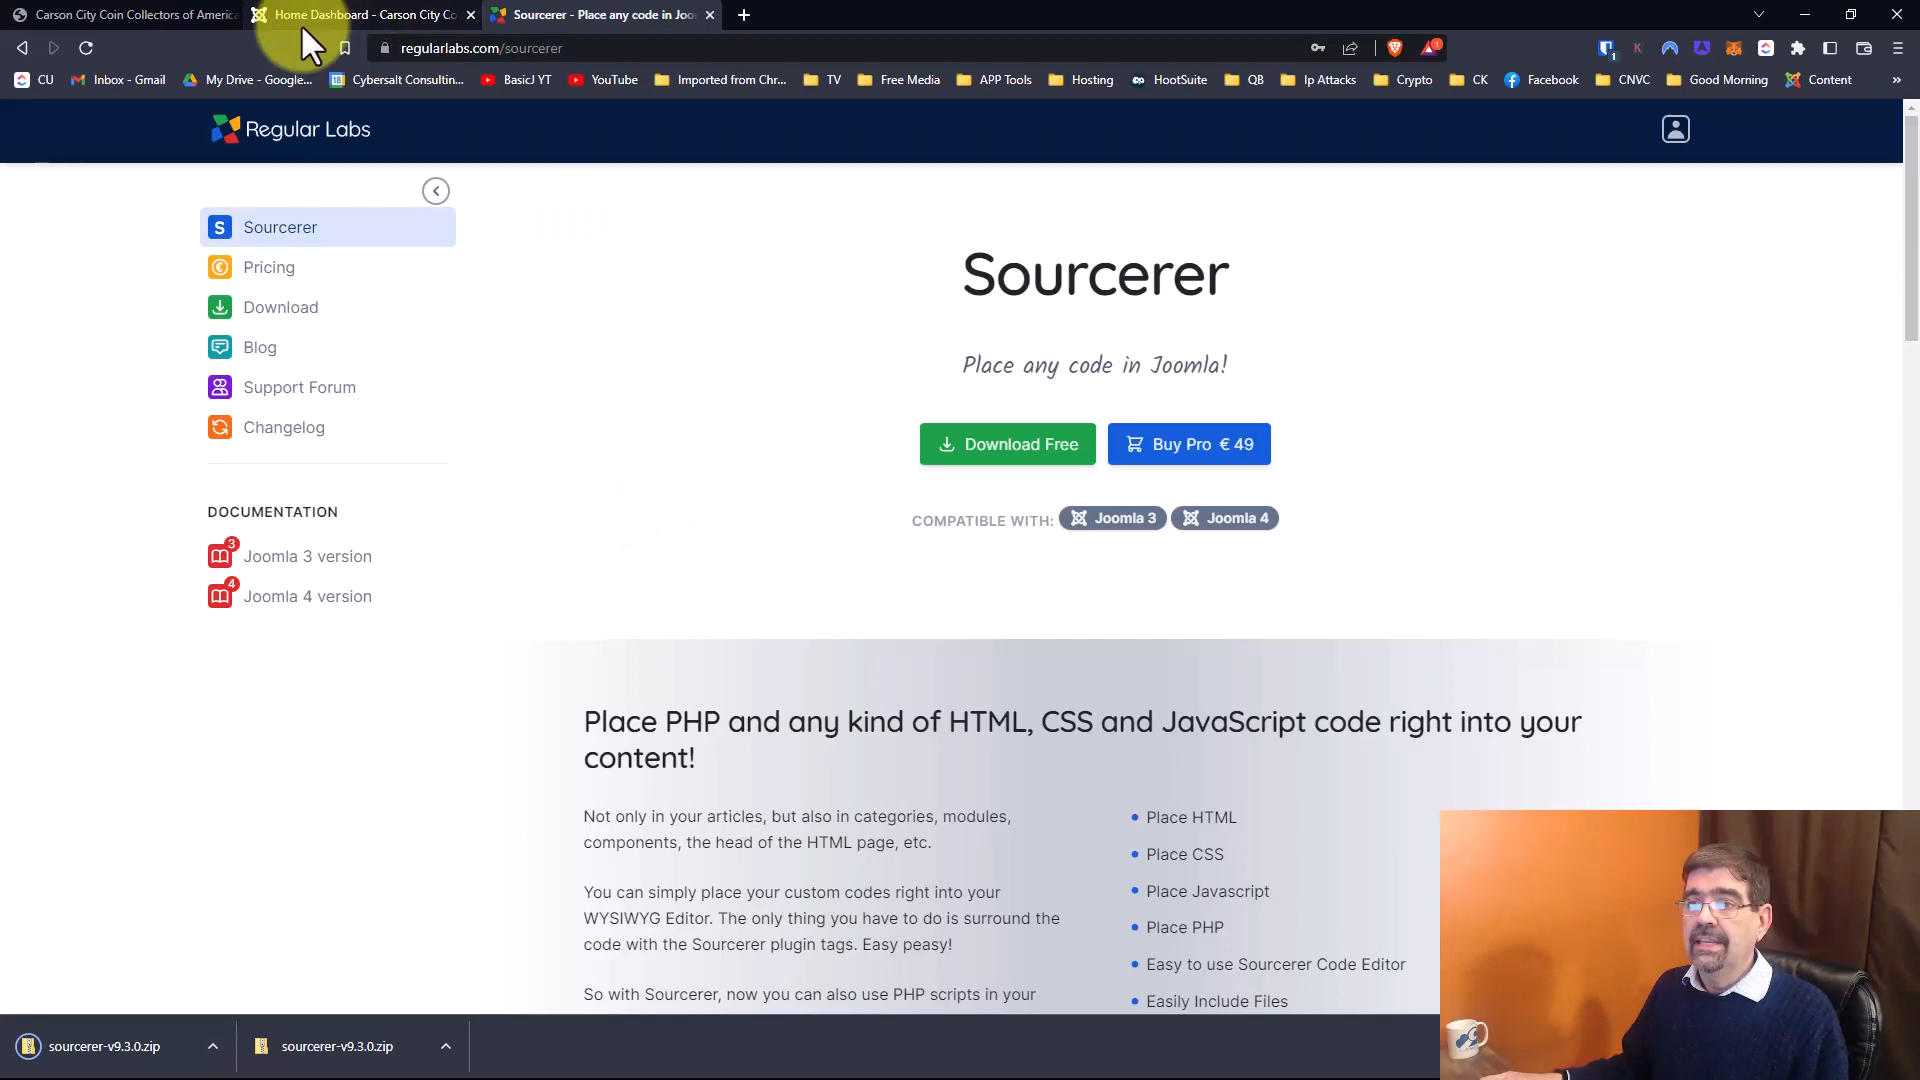 Carson City Coin Collectors of America
Home Dashboard - Carson City Co
Sourcerer - Place any code in Joo
regularlabs.com/sourcerer
1
1
CU
Inbox - Gmail
My Drive - Google...
18
Cybersalt Consultin...
BasicJ YT
YouTube
Imported from Chr...
TV
Free Media
APP Tools
Hosting
HootSuite
QB
Ip Attacks
Crypto
CK
Facebook
CNVC
Good Morning
Content
»
Regular Labs
S Sourcerer
Pricing
Download
Blog
Support Forum
Changelog
DOCUMENTATION
3
Joomla 3 version
4
Joomla 4 version
Sourcerer
Place any code in Joomla!
Download Free
Buy Pro € 49
COMPATIBLE WITH: Joomla 3 Joomla 4
Place PHP and any kind of HTML, CSS and JavaScript code right into your
content!
Not only in your articles, but also in categories, modules,
components, the head of the HTML page, etc.
You can simply place your custom codes right into your
WYSIWYG Editor. The only thing you have to do is surround the
code with the Sourcerer plugin tags. Easy peasy!
So with Sourcerer, now you can also use PHP scripts in your
Place HTML
Place CSS
Place Javascript
Place PHP
Easy to use Sourcerer Code Editor
Easily Include Files
sourcerer-v9.3.0.zip
sourcerer-v9.3.0.zip